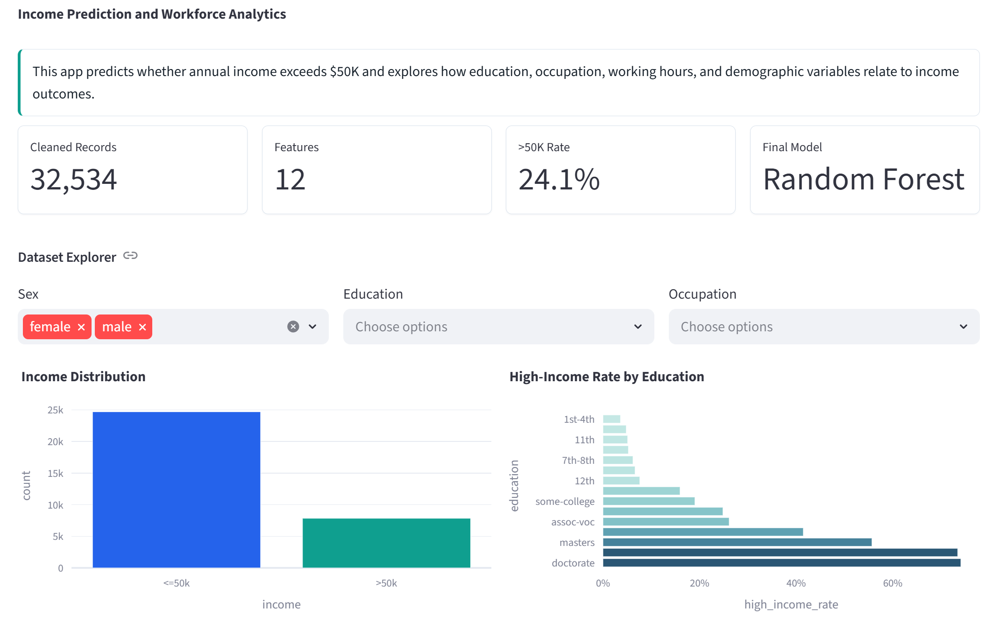 Income Prediction and Workforce Analytics
This app predicts whether annual income exceeds $50K and explores how education, occupation, working hours, and demographic variables relate to income
outcomes.
Cleaned Records
32,534
Features
12
>50K Rate
24.1%
Final Model
Random Forest
Dataset Explorer
Sex
female
male
Education
Choose options
Occupation
Choose options
Income Distribution
25k
20k
15k
10k
5k
0
count
<=50k
>50k
income
High-Income Rate by Education
education
1st-4th
11th
7th-8th
12th
some-college
assoc-voc
masters
doctorate
0%
20%
40%
60%
high_income_rate